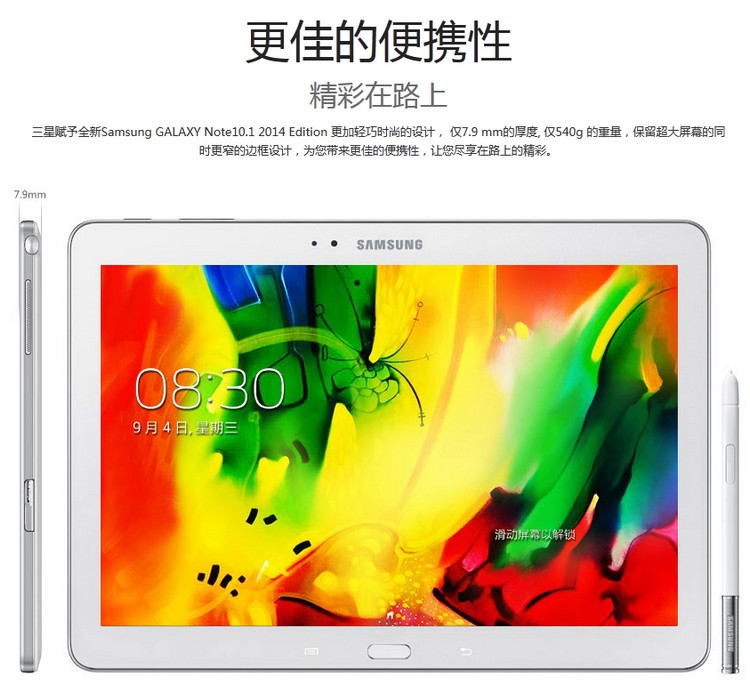 更佳的便携性
精彩在路上
三星赋予全新Samsung GALAXY Note10.1 2014 Edition 更加轻巧时尚的设计， 仅7.9 mm的厚度, 仅540g 的重量，保留超大屏幕的同
时更窄的边框设计，为您带来更佳的便携性，让您尽享在路上的精彩。
7.9mm
SAMSUNG
08:30
9 月 4 日, 星期三
滑动屏幕以解锁
SAMSUNG